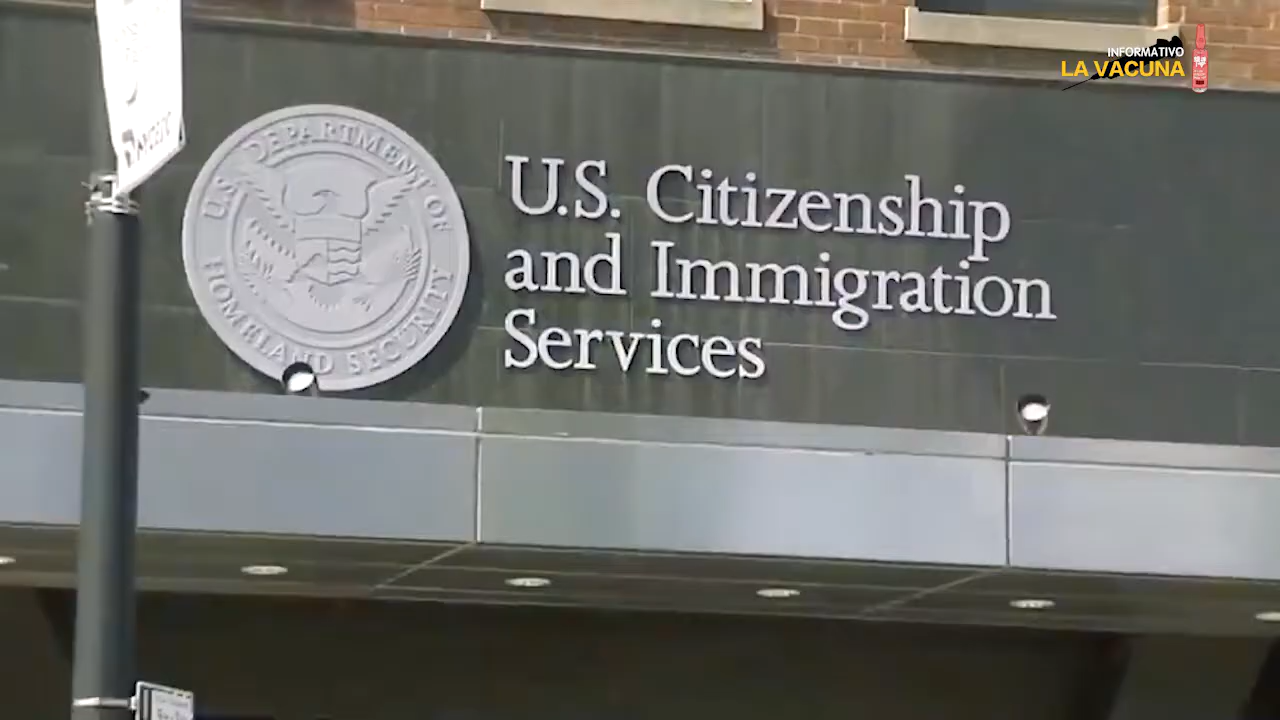 INFORMATIVO
LA VACUNA
U.S. DEPARTMENT OF
HOMELAND SECURITY
U.S. Citizenship
and Immigration
Services